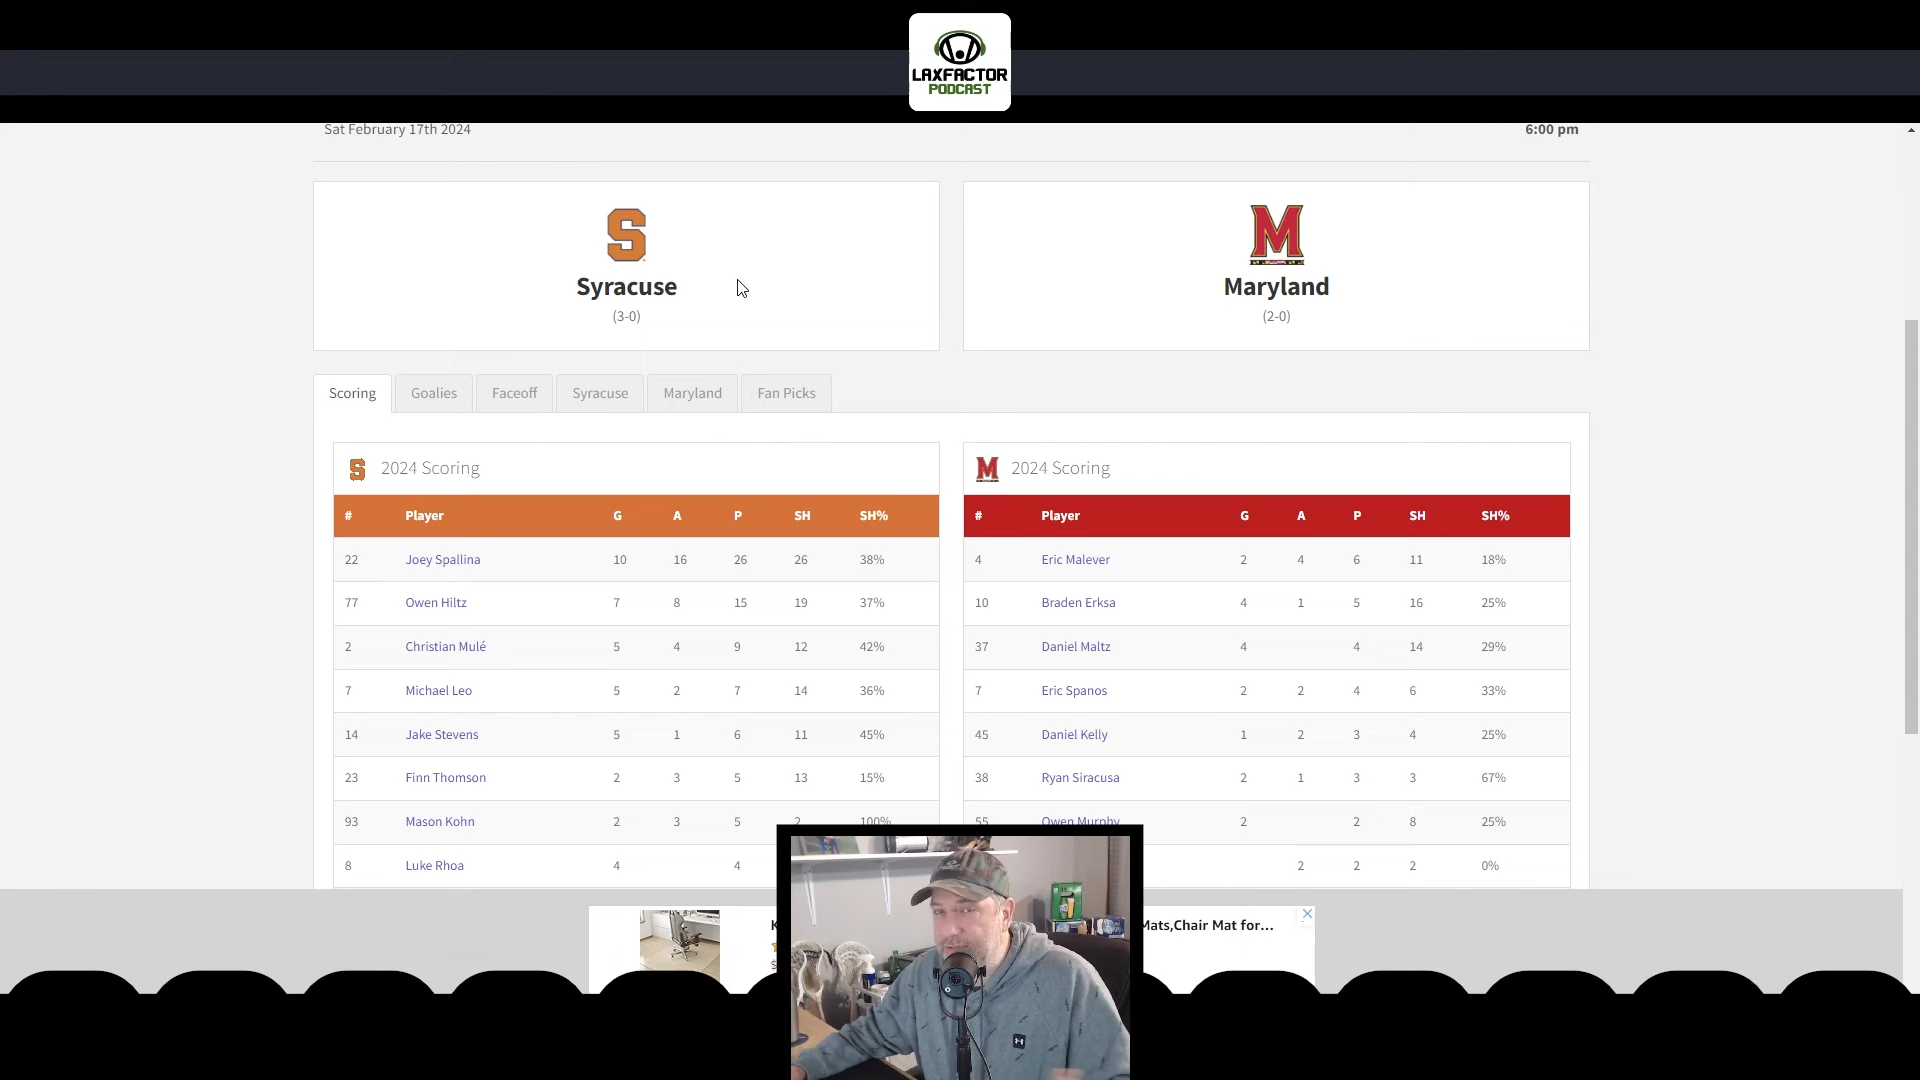 LAXFACTOR
PODCAST
Sat February 17th 2024 6:00 pm
Syracuse
(3-0)
Maryland
(2-0)
Scoring Goalies Faceoff Syracuse Maryland Fan Picks
2024 Scoring
# Player G A P SH SH%
22 Joey Spallina 10 16 26 26 38%
77 Owen Hiltz 7 8 15 19 37%
2 Christian Mulé 5 4 9 12 42%
7 Michael Leo 5 2 7 14 36%
14 Jake Stevens 5 1 6 11 45%
23 Finn Thomson 2 3 5 13 15%
93 Mason Kohn 2 3 5 2 100%
8 Luke Rhoa 4 4
2024 Scoring
# Player G A P SH SH%
4 Eric Malever 2 4 6 11 18%
10 Braden Erksa 4 1 5 16 25%
37 Daniel Maltz 4 4 14 29%
7 Eric Spanos 2 2 4 6 33%
45 Daniel Kelly 1 2 3 4 25%
38 Ryan Siracusa 2 1 3 3 67%
55 Owen Murphy 2 2 8 25%
2 2 2 0%
K
Mats,Chair Mat for...